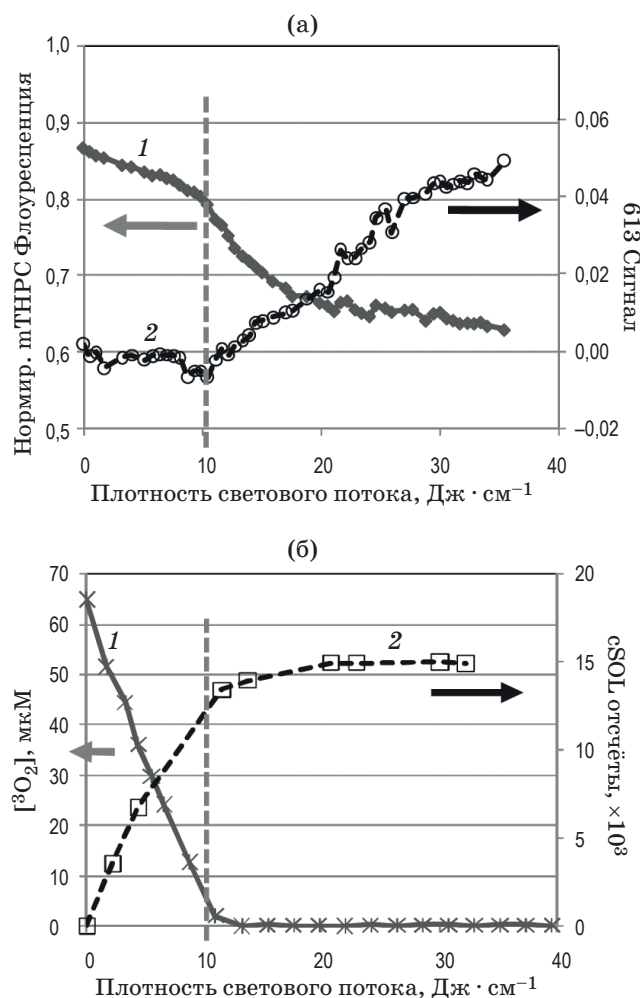 (а)
Нормир. mTHPC Флоуресценция
1,0
0,9
0,8
0,7
0,6
0,5
1
2
0,06
0,04
0,02
0,00
–0,02
613 Сигнал
0 10 20 30 40
Плотность светового потока, Дж · см⁻¹
(б)
[³O₂], мкМ
70
60
50
40
30
20
10
0
1
2
20
15
10
5
0
cSOL отсчёты, ×10³
0 10 20 30 40
Плотность светового потока, Дж · см⁻¹